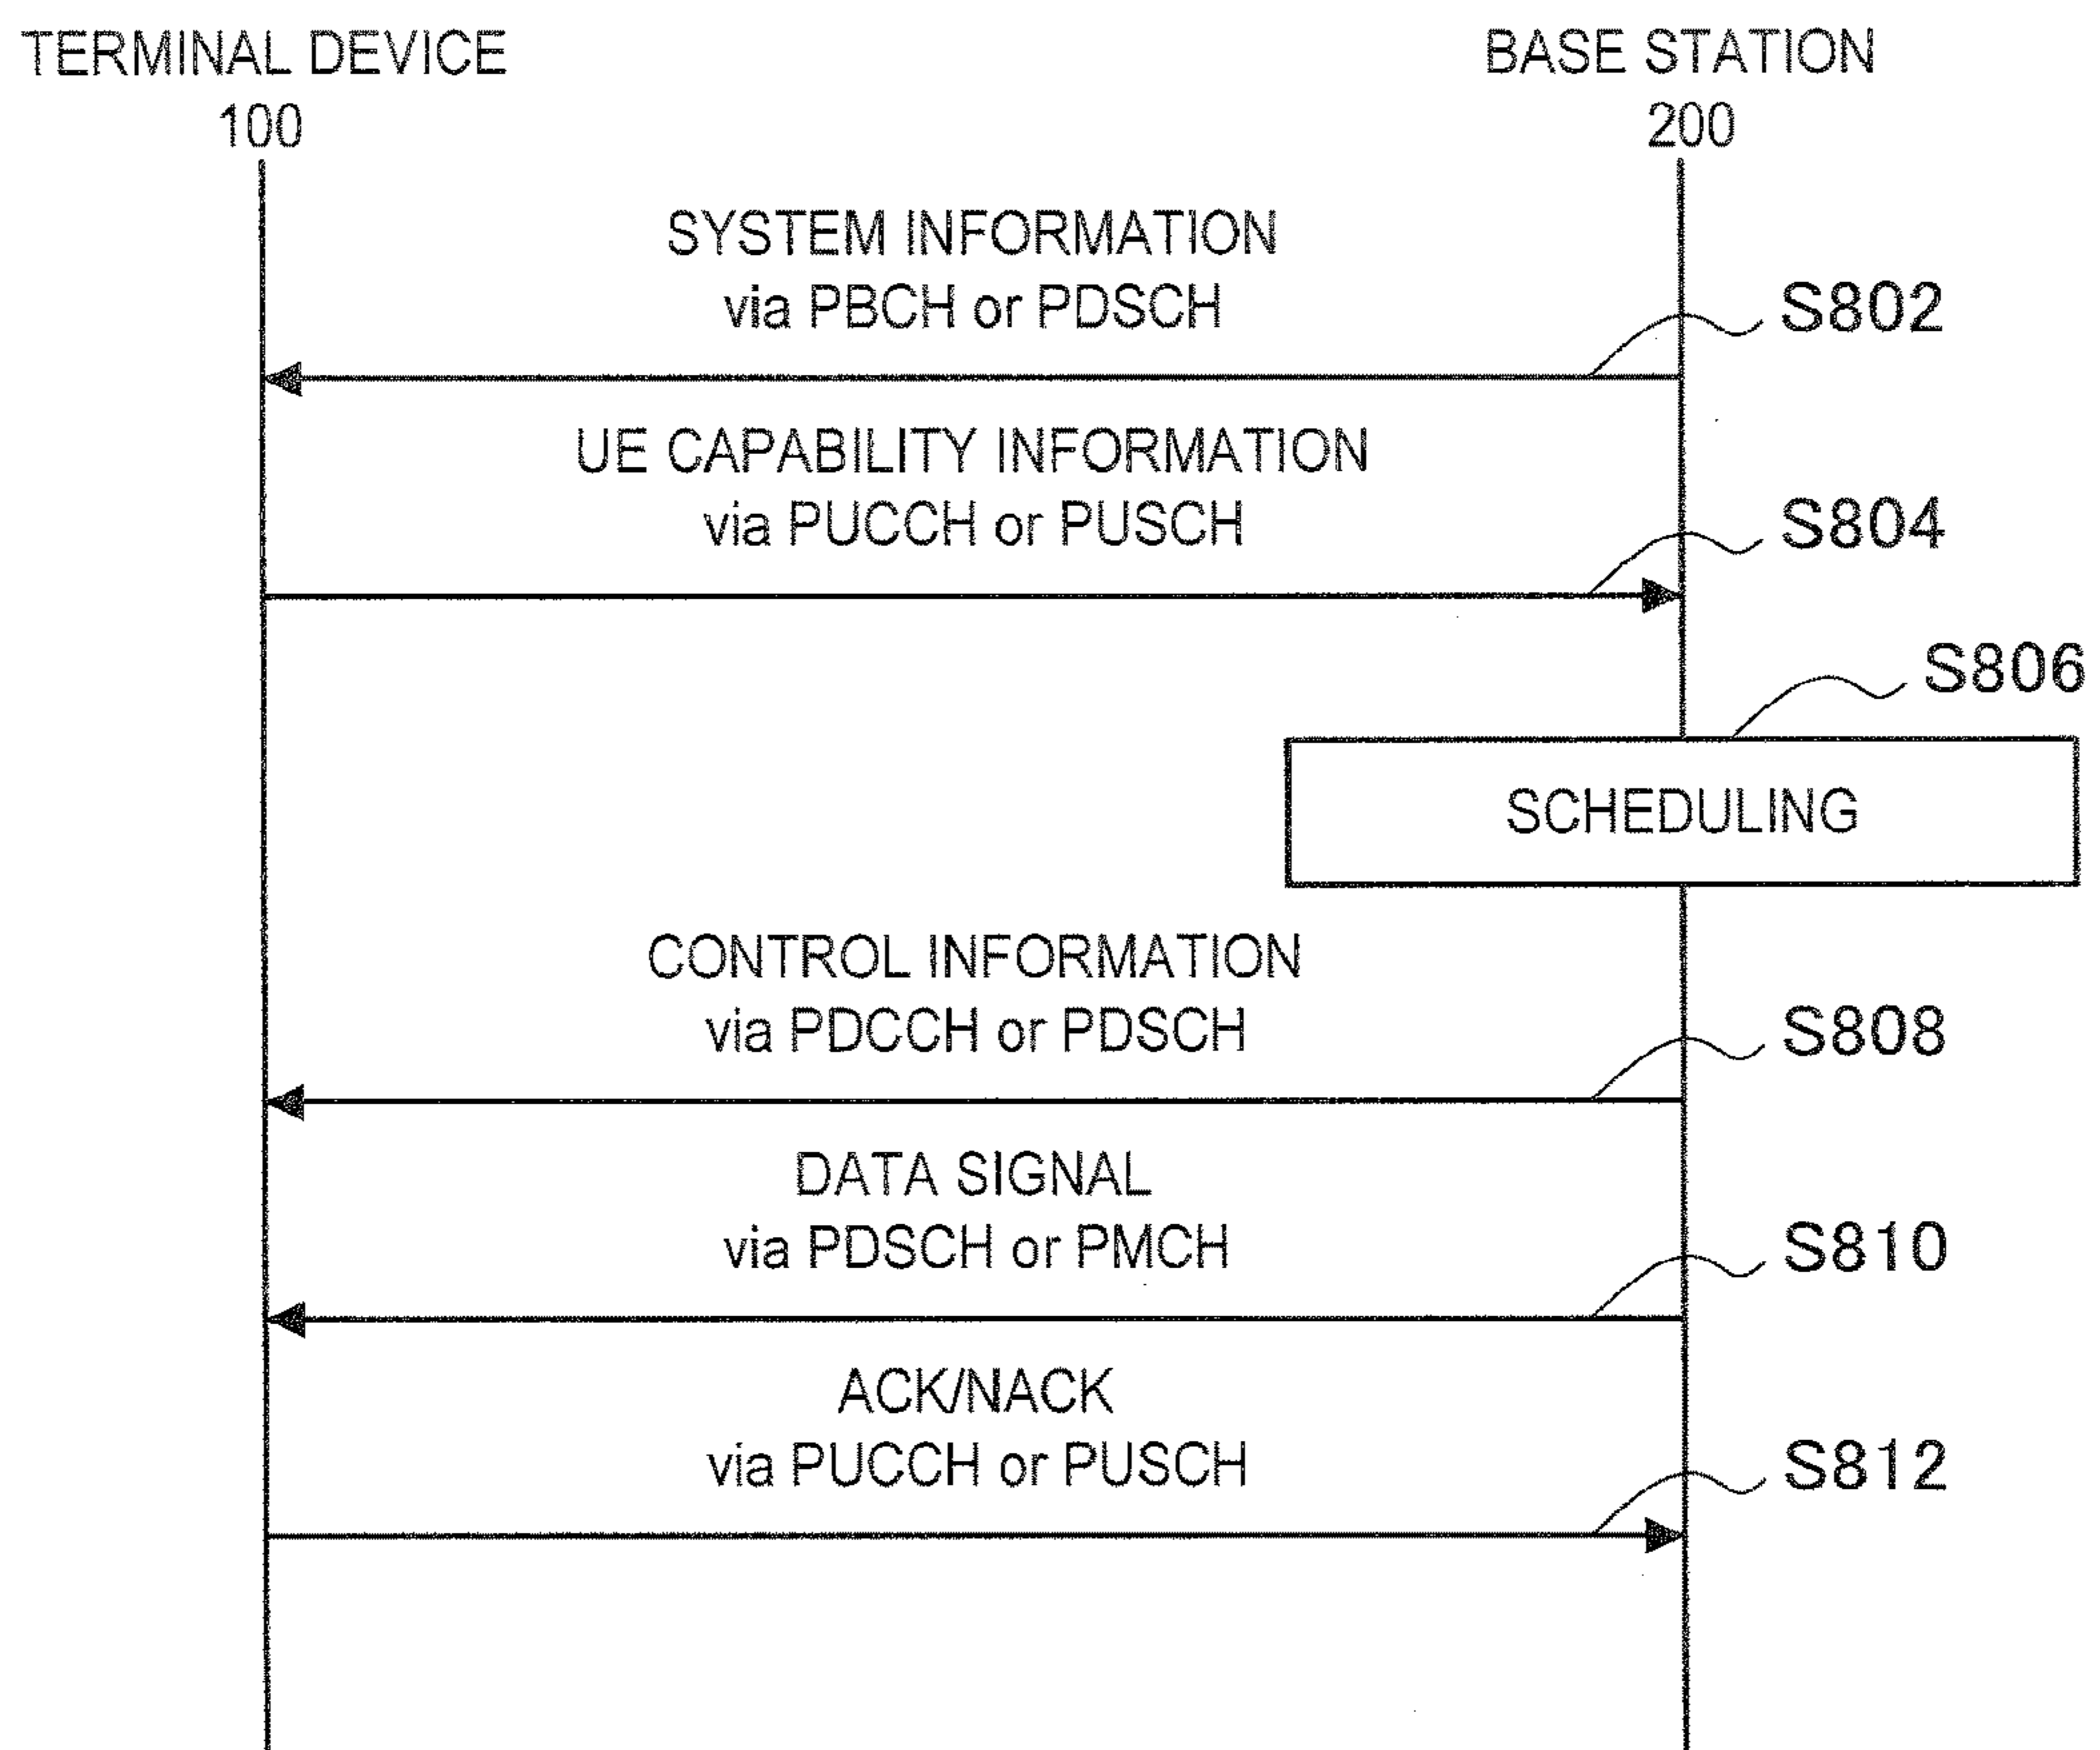 TERMINAL DEVICE
100
BASE STATION
200
SYSTEM INFORMATION
via PBCH or PDSCH
S802
UE CAPABILITY INFORMATION
via PUCCH or PUSCH
S804
S806
SCHEDULING
CONTROL INFORMATION
via PDCCH or PDSCH
S808
DATA SIGNAL
via PDSCH or PMCH
S810
ACK/NACK
via PUCCH or PUSCH
S812